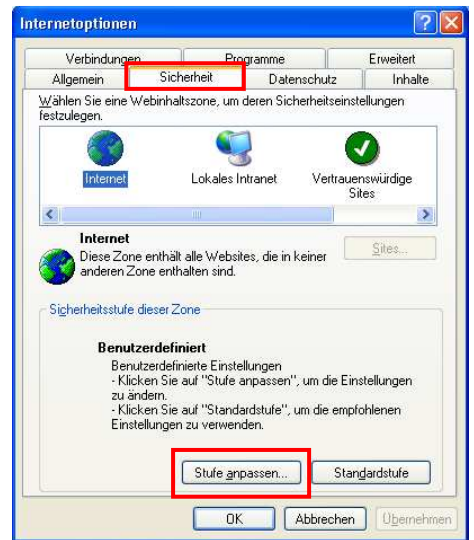 Internetoptionen
Verbindungen Programme Erweitert
Allgemein Sicherheit Datenschutz Inhalte
Wählen Sie eine Webinhaltszone, um deren Sicherheitseinstellungen
festzulegen.
Internet Lokales Intranet Vertrauenswürdige
Sites
Internet
Diese Zone enthält alle Websites, die in keiner
anderen Zone enthalten sind.
Sites...
Sicherheitsstufe dieser Zone
Benutzerdefiniert
Benutzerdefinierte Einstellungen
- Klicken Sie auf "Stufe anpassen", um die Einstellungen
zu ändern.
- Klicken Sie auf "Standardstufe", um die empfohlenen
Einstellungen zu verwenden.
Stufe anpassen... Standardstufe
OK Abbrechen Übernehmen